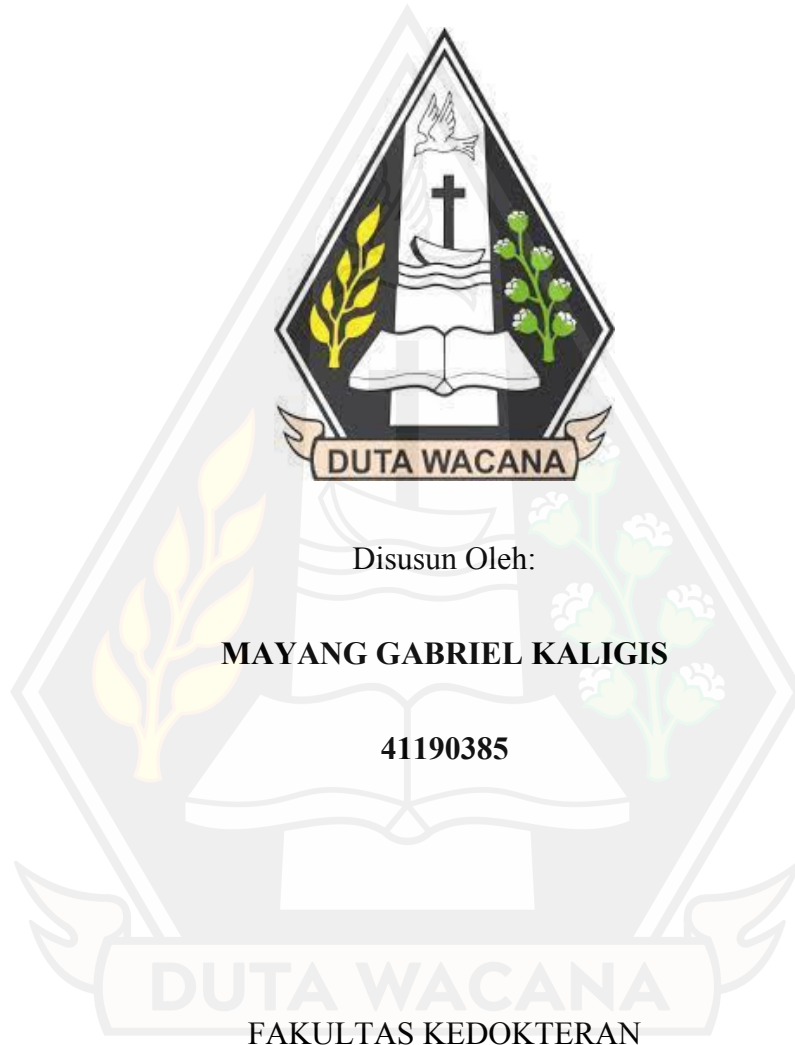 DUTA WACANA
Disusun Oleh:
MAYANG GABRIEL KALIGIS
41190385
DUTA WACANA
FAKULTAS KEDOKTERAN